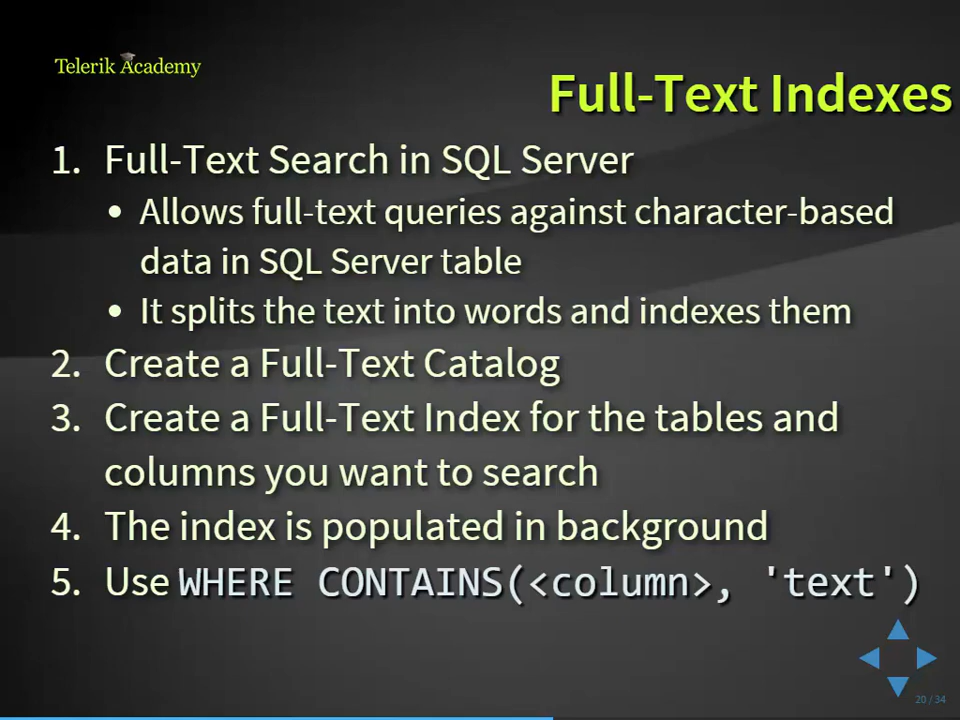 Telerik Academy
Full-Text Indexes
1. Full-Text Search in SQL Server
• Allows full-text queries against character-based
data in SQL Server table
• It splits the text into words and indexes them
2. Create a Full-Text Catalog
3. Create a Full-Text Index for the tables and
columns you want to search
4. The index is populated in background
5. Use WHERE CONTAINS(<column>, 'text')
20 / 34